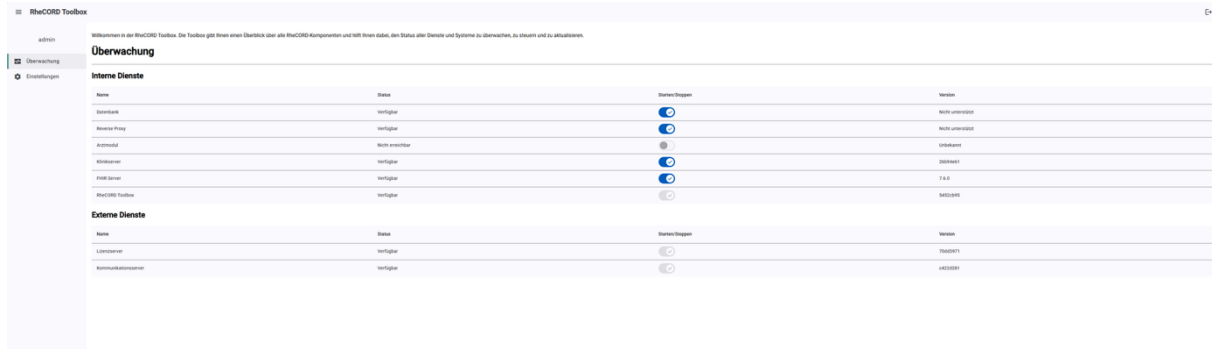 RheCORD Toolbox
admin
Überwachung
Einstellungen
Willkommen in der RheCORD Toolbox. Die Toolbox gibt Ihnen einen Überblick über alle RheCORD-Komponenten und hilft Ihnen dabei, den Status aller Dienste und Systeme zu überwachen, zu steuern und zu aktualisieren.
Überwachung
Interne Dienste
Name Status Starten/Stoppen Version
Datenbank Verfügbar Nicht unterstützt
Reverse Proxy Verfügbar Nicht unterstützt
Arztmodul Nicht erreichbar Unbekannt
Klinikserver Verfügbar
FHIR Server Verfügbar 7.6.0
RheCORD Toolbox Verfügbar
Externe Dienste
Name Status Starten/Stoppen Version
Lizenzserver Verfügbar
Kommunikationsserver Verfügbar